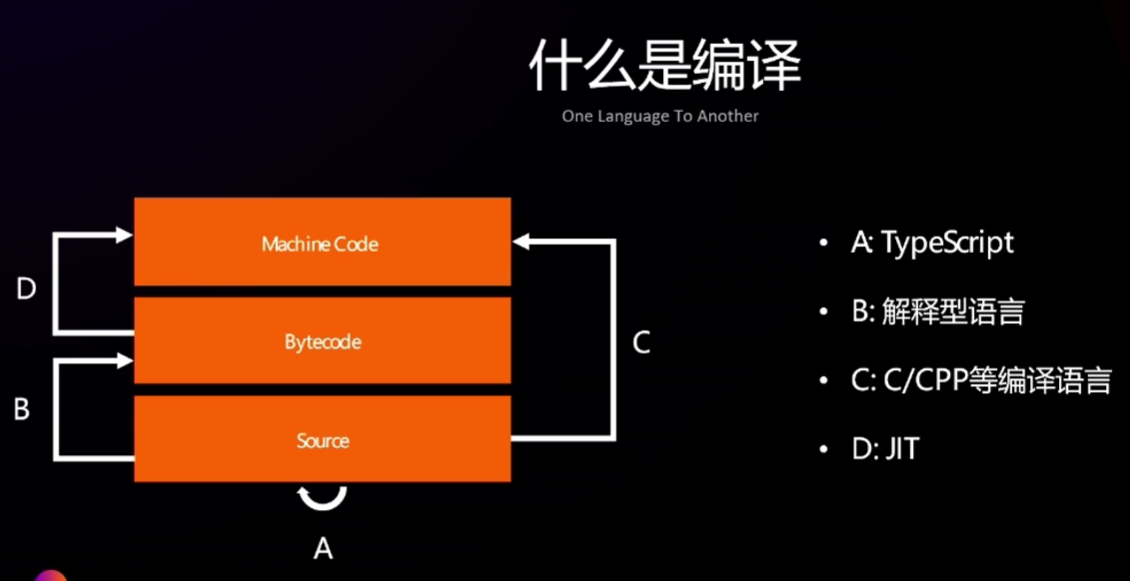 什么是编译
One Language To Another
Machine Code
D
Bytecode
C
B
Source
A
• A: TypeScript
• B: 解释型语言
• C: C/CPP等编译语言
• D: JIT